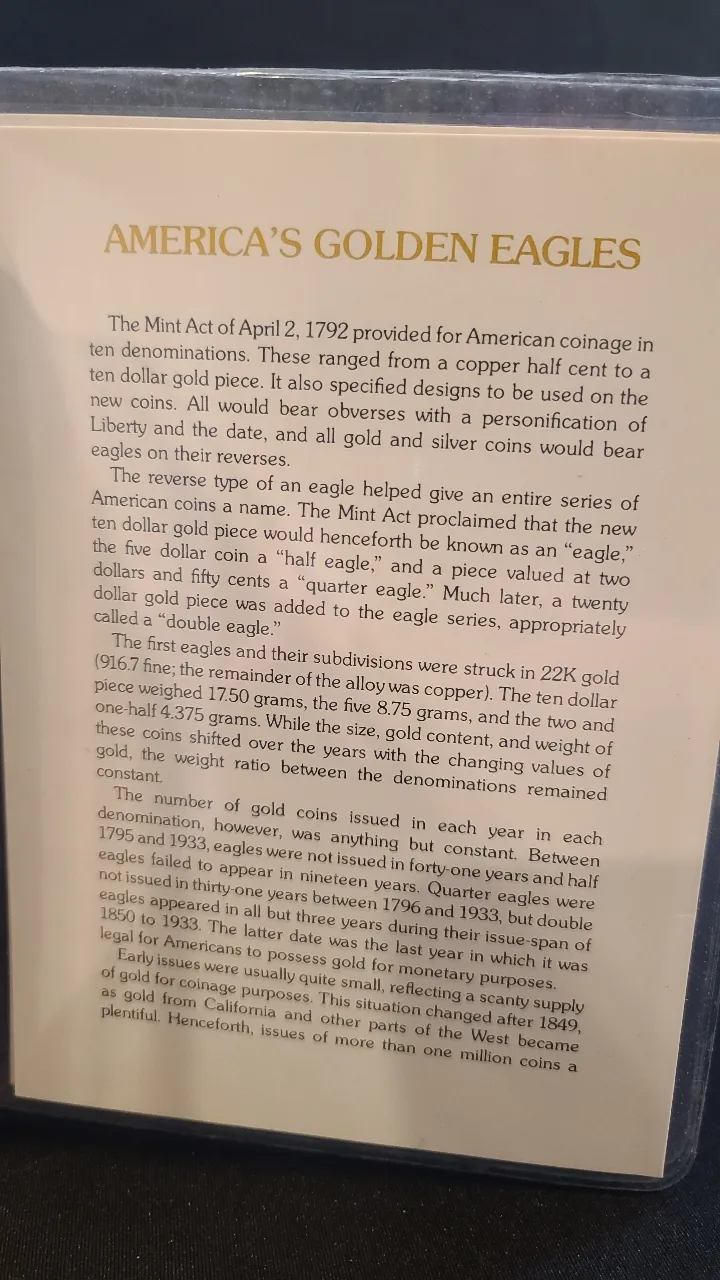 AMERICA'S GOLDEN EAGLES
The Mint Act of April 2, 1792 provided for American coinage in
ten denominations. These ranged from a copper half cent to a
ten dollar gold piece. It also specified designs to be used on the
new coins. All would bear obverses with a personification of
Liberty and the date, and all gold and silver coins would bear
eagles on their reverses.
The reverse type of an eagle helped give an entire series of
American coins a name. The Mint Act proclaimed that the new
ten dollar gold piece would henceforth be known as an “eagle,”
the five dollar coin a “half eagle,” and a piece valued at two
dollars and fifty cents a “quarter eagle.” Much later, a twenty
dollar gold piece was added to the eagle series, appropriately
called a “double eagle.”
The first eagles and their subdivisions were struck in 22K gold
(916.7 fine; the remainder of the alloy was copper). The ten dollar
piece weighed 17.50 grams, the five 8.75 grams, and the two and
one-half 4.375 grams. While the size, gold content, and weight of
these coins shifted over the years with the changing values of
gold, the weight ratio between the denominations remained
constant.
The number of gold coins issued in each year in each
denomination, however, was anything but constant. Between
1795 and 1933, eagles were not issued in forty-one years and half
eagles failed to appear in nineteen years. Quarter eagles were
not issued in thirty-one years between 1796 and 1933, but double
eagles appeared in all but three years during their issue-span of
1850 to 1933. The latter date was the last year in which it was
legal for Americans to possess gold for monetary purposes.
Early issues were usually quite small, reflecting a scanty supply
of gold for coinage purposes. This situation changed after 1849,
as gold from California and other parts of the West became
plentiful. Henceforth, issues of more than one million coins a